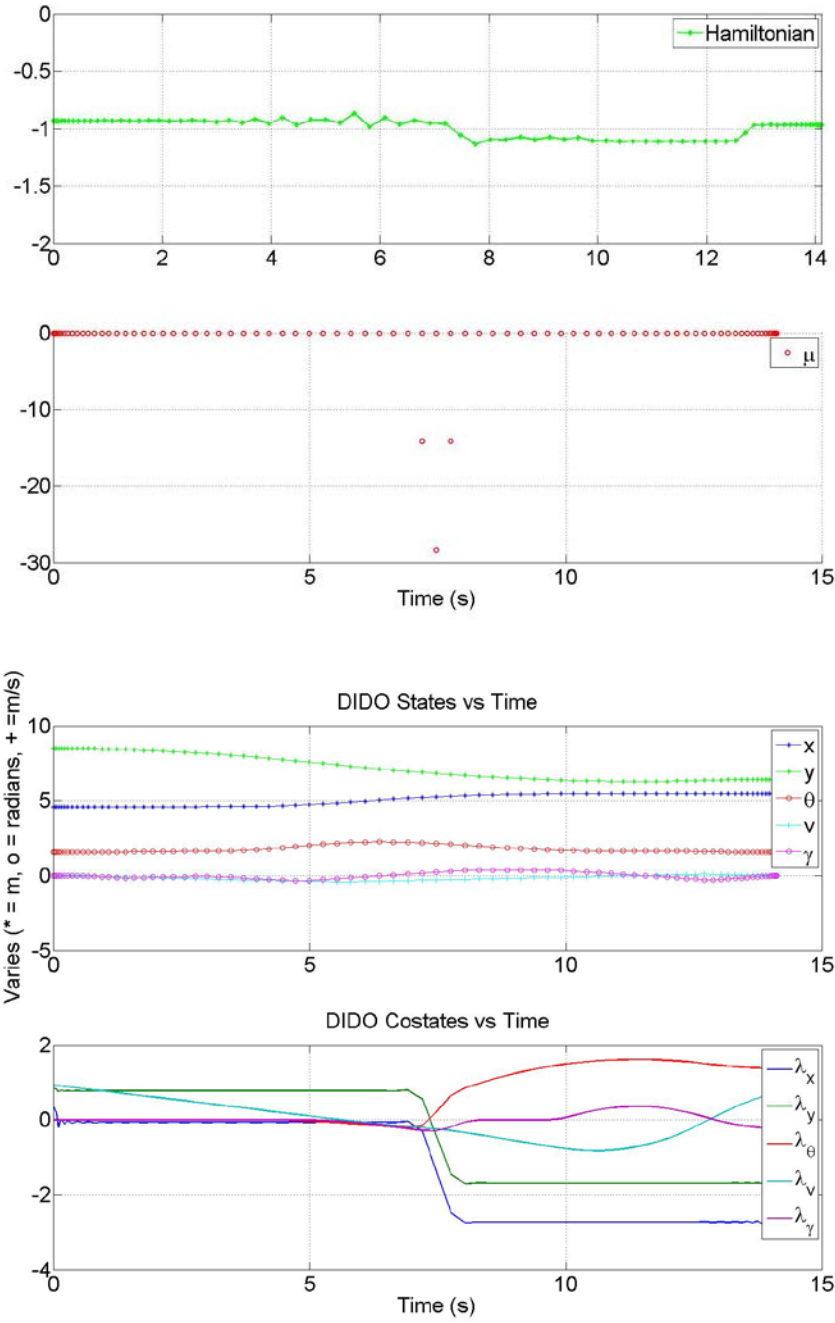 0
-0.5
-1
-1.5
-2
Hamiltonian
0 2 4 6 8 10 12 14
0
-10
-20
-30
μ
0 5 10 15
Time (s)
Varies (* = m, o = radians, + =m/s)
DIDO States vs Time
10
5
0
-5
x
y
θ
v
γ
0 5 10 15
DIDO Costates vs Time
2
0
-2
-4
λx
λy
λθ
λv
λγ
0 5 10 15
Time (s)